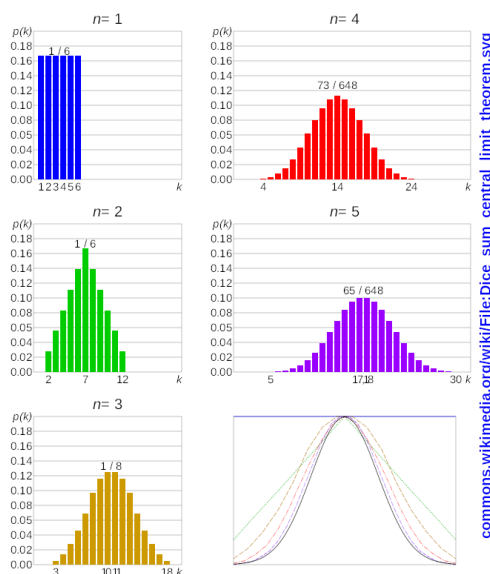 n= 1
p(k)
0.18
0.16
0.14
0.12
0.10
0.08
0.06
0.04
0.02
0.00
1 / 6
1 2 3 4 5 6
k
n= 4
p(k)
0.18
0.16
0.14
0.12
0.10
0.08
0.06
0.04
0.02
0.00
73 / 648
4 14 24
k
n= 2
p(k)
0.18
0.16
0.14
0.12
0.10
0.08
0.06
0.04
0.02
0.00
1 / 6
2 7 12
k
n= 5
p(k)
0.18
0.16
0.14
0.12
0.10
0.08
0.06
0.04
0.02
0.00
65 / 648
5 17,18 30 k
n= 3
p(k)
0.18
0.16
0.14
0.12
0.10
0.08
0.06
0.04
0.02
0.00
1 / 8
3 10,11 18 k
commons.wikimedia.org/wiki/File:Dice_sum_central_limit_theorem.svg